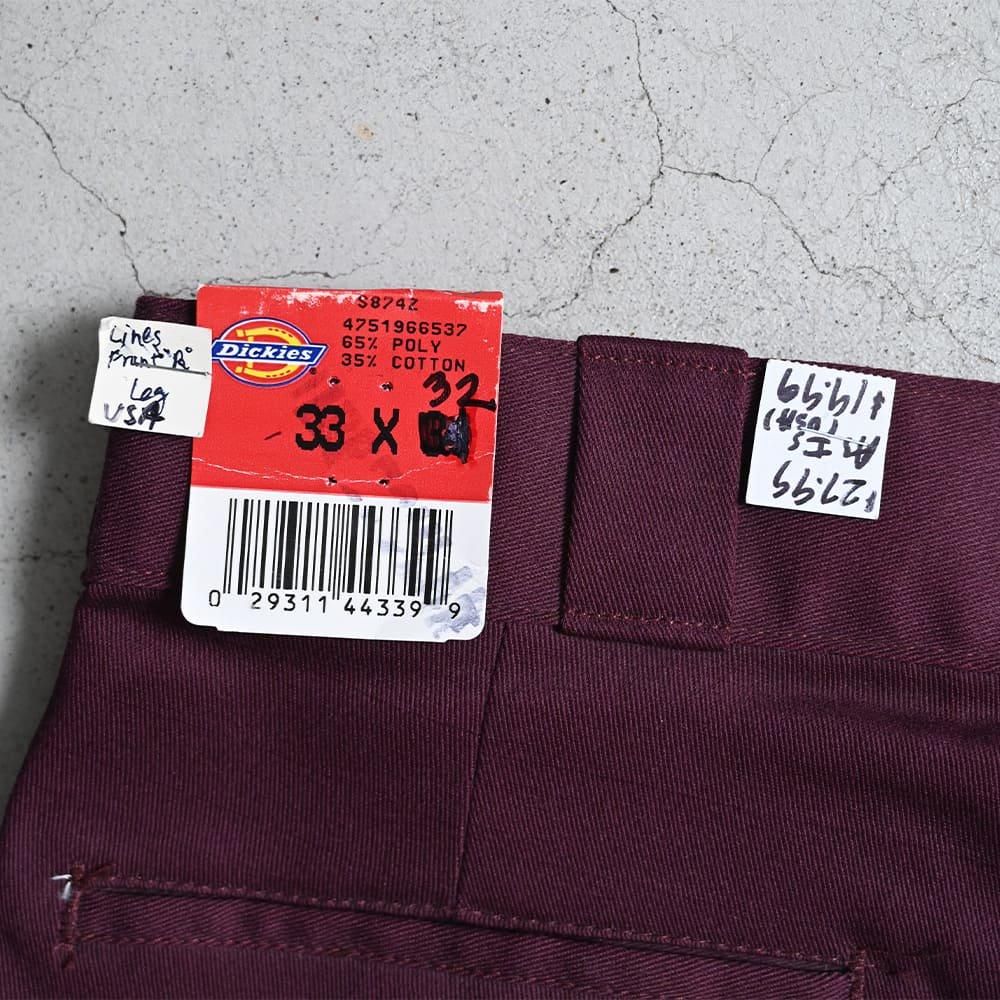 Lines
Front "R"
Leg
USA
S874Z
4751966537
65% POLY
35% COTTON
Dickies
32
33 X
0 29311 44339 9
$27.99
As Is
(USA)
$19.99